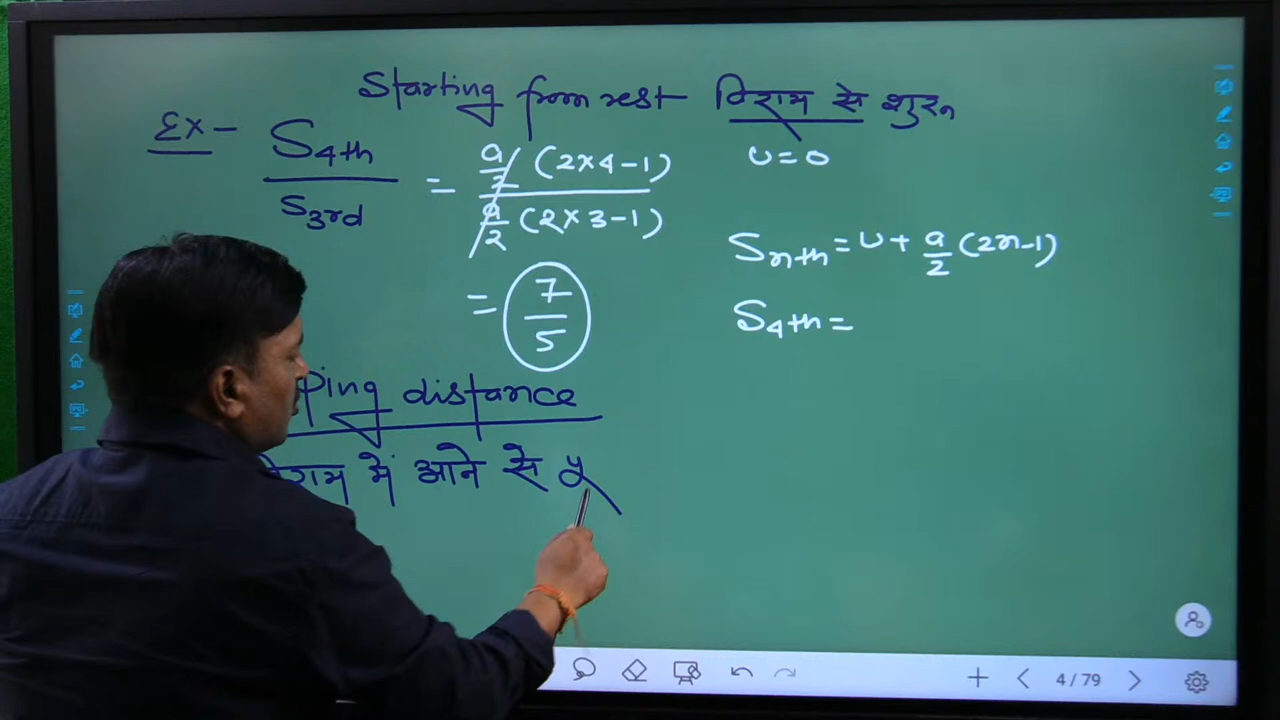 Starting from rest विराम से शुरू
Ex- S4th / S3rd = a/2 (2×4-1) / a/2 (2×3-1)
= 7/5
u=0
Snth = u + a/2 (2n-1)
S4th =
ping distance
विराम में आने से पू
4/79